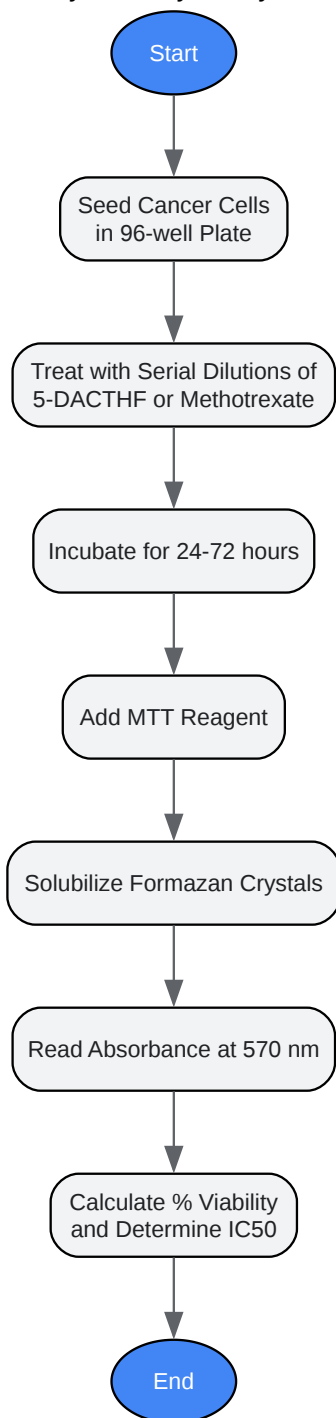 Start
Seed Cancer Cells
in 96-well Plate
Treat with Serial Dilutions of
5-DACTHF or Methotrexate
Incubate for 24-72 hours
Add MTT Reagent
Solubilize Formazan Crystals
Read Absorbance at 570 nm
Calculate % Viability
and Determine IC50
End